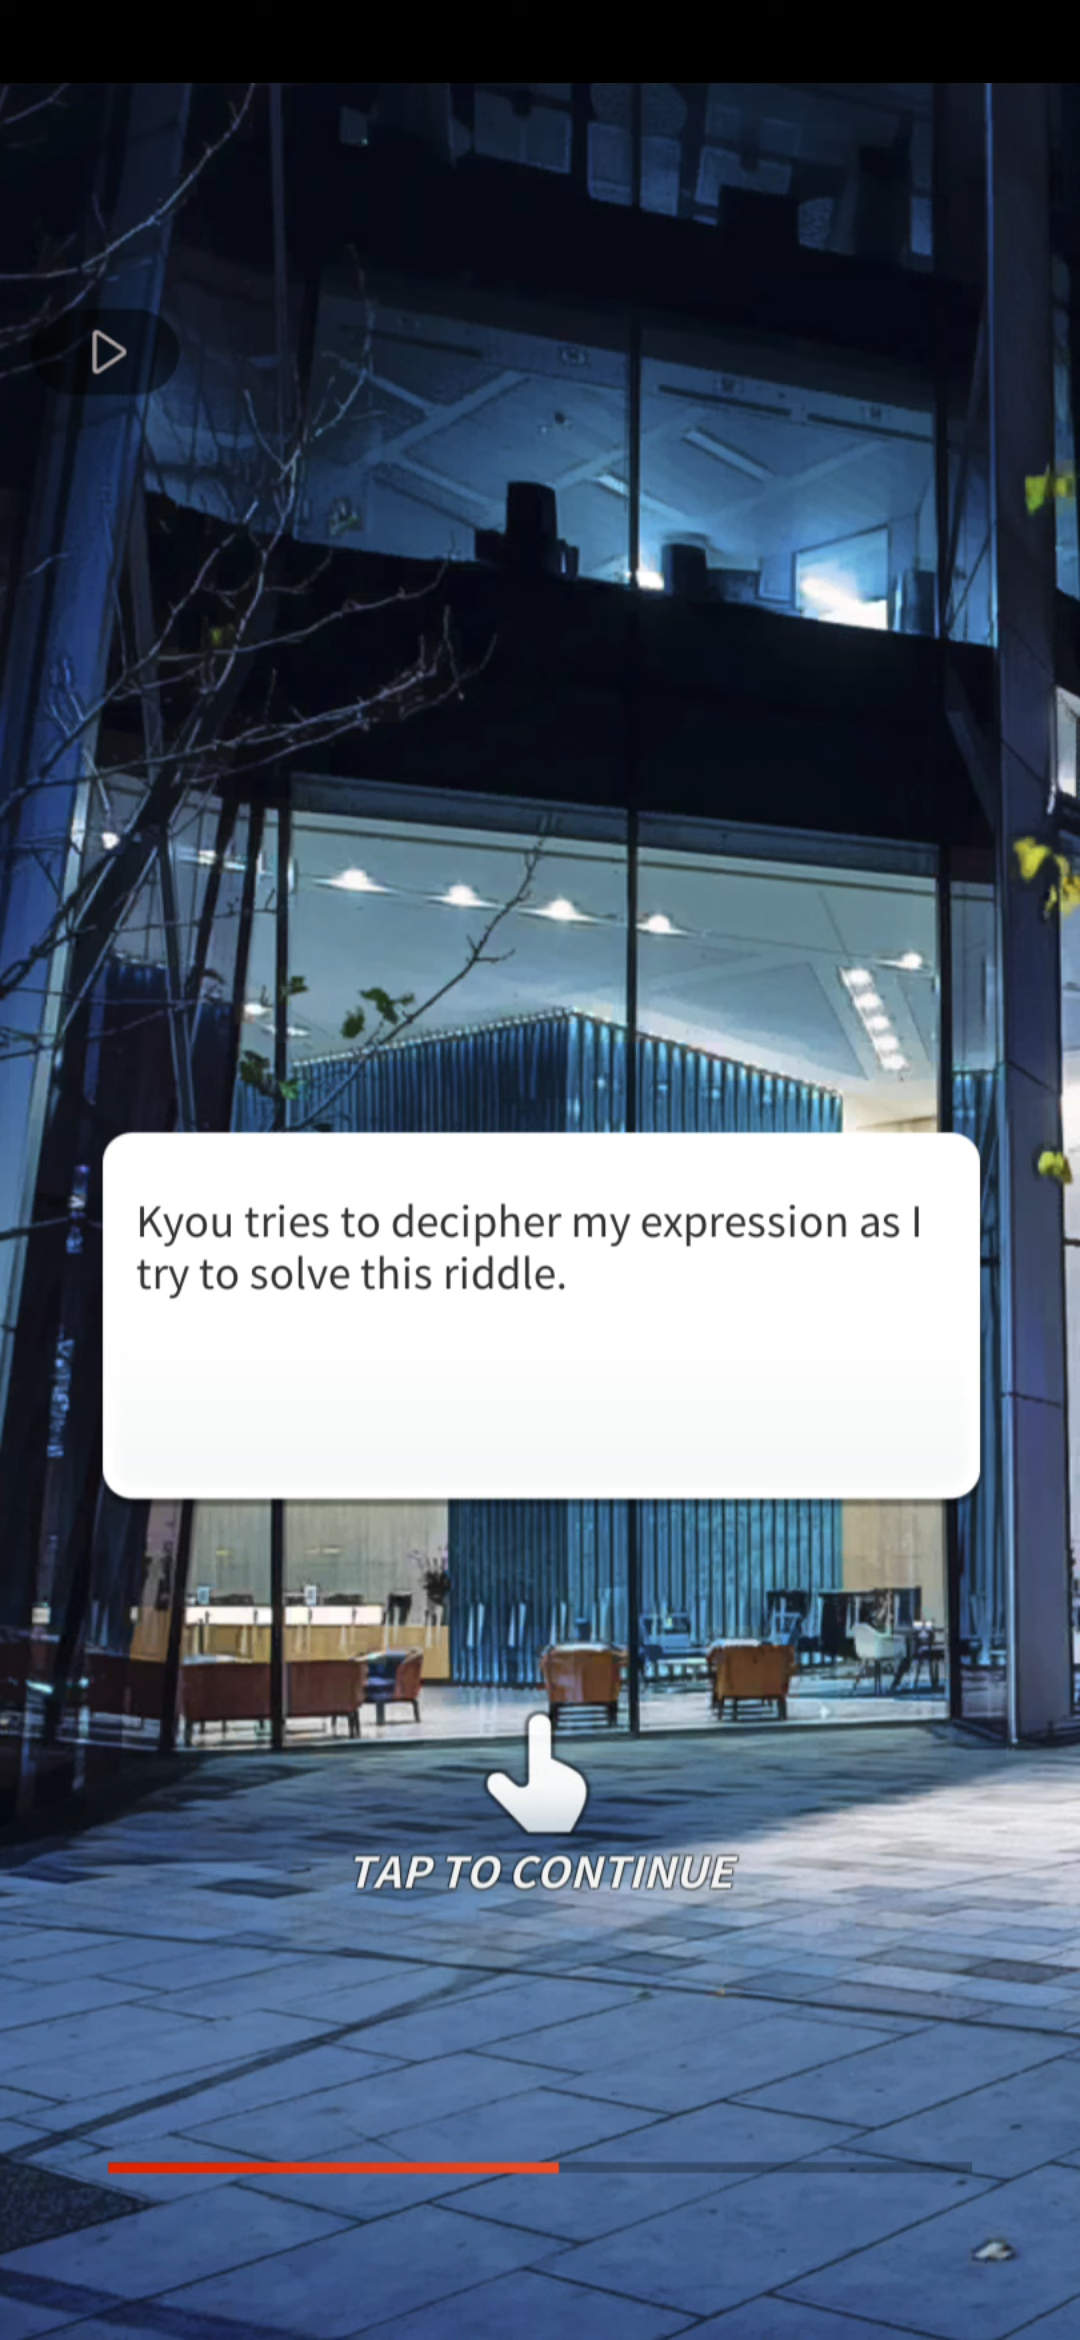 Kyou tries to decipher my expression as I
try to solve this riddle.
TAP TO CONTINUE